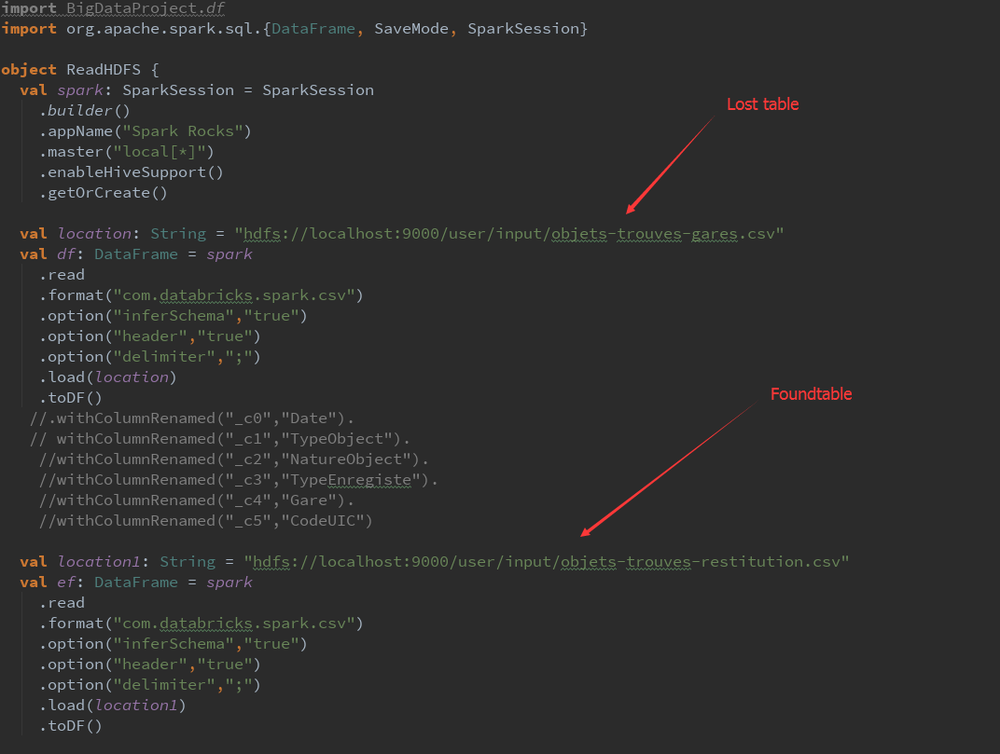 import BigDataProject.df
import org.apache.spark.sql.{DataFrame, SaveMode, SparkSession}
object ReadHDFS {
  val spark: SparkSession = SparkSession
    .builder()
    .appName("Spark Rocks")
    .master("local[*]")
    .enableHiveSupport()
    .getOrCreate()
Lost table
  val location: String = "hdfs://localhost:9000/user/input/objets-trouves-gares.csv"
  val df: DataFrame = spark
    .read
    .format("com.databricks.spark.csv")
    .option("inferSchema","true")
    .option("header","true")
    .option("delimiter",";")
    .load(location)
    .toDF()
   //.withColumnRenamed("_c0","Date").
   // withColumnRenamed("_c1","TypeObject").
    //withColumnRenamed("_c2","NatureObject").
    //withColumnRenamed("_c3","TypeEnregiste").
    //withColumnRenamed("_c4","Gare").
    //withColumnRenamed("_c5","CodeUIC")
Foundtable
  val location1: String = "hdfs://localhost:9000/user/input/objets-trouves-restitution.csv"
  val ef: DataFrame = spark
    .read
    .format("com.databricks.spark.csv")
    .option("inferSchema","true")
    .option("header","true")
    .option("delimiter",";")
    .load(location1)
    .toDF()